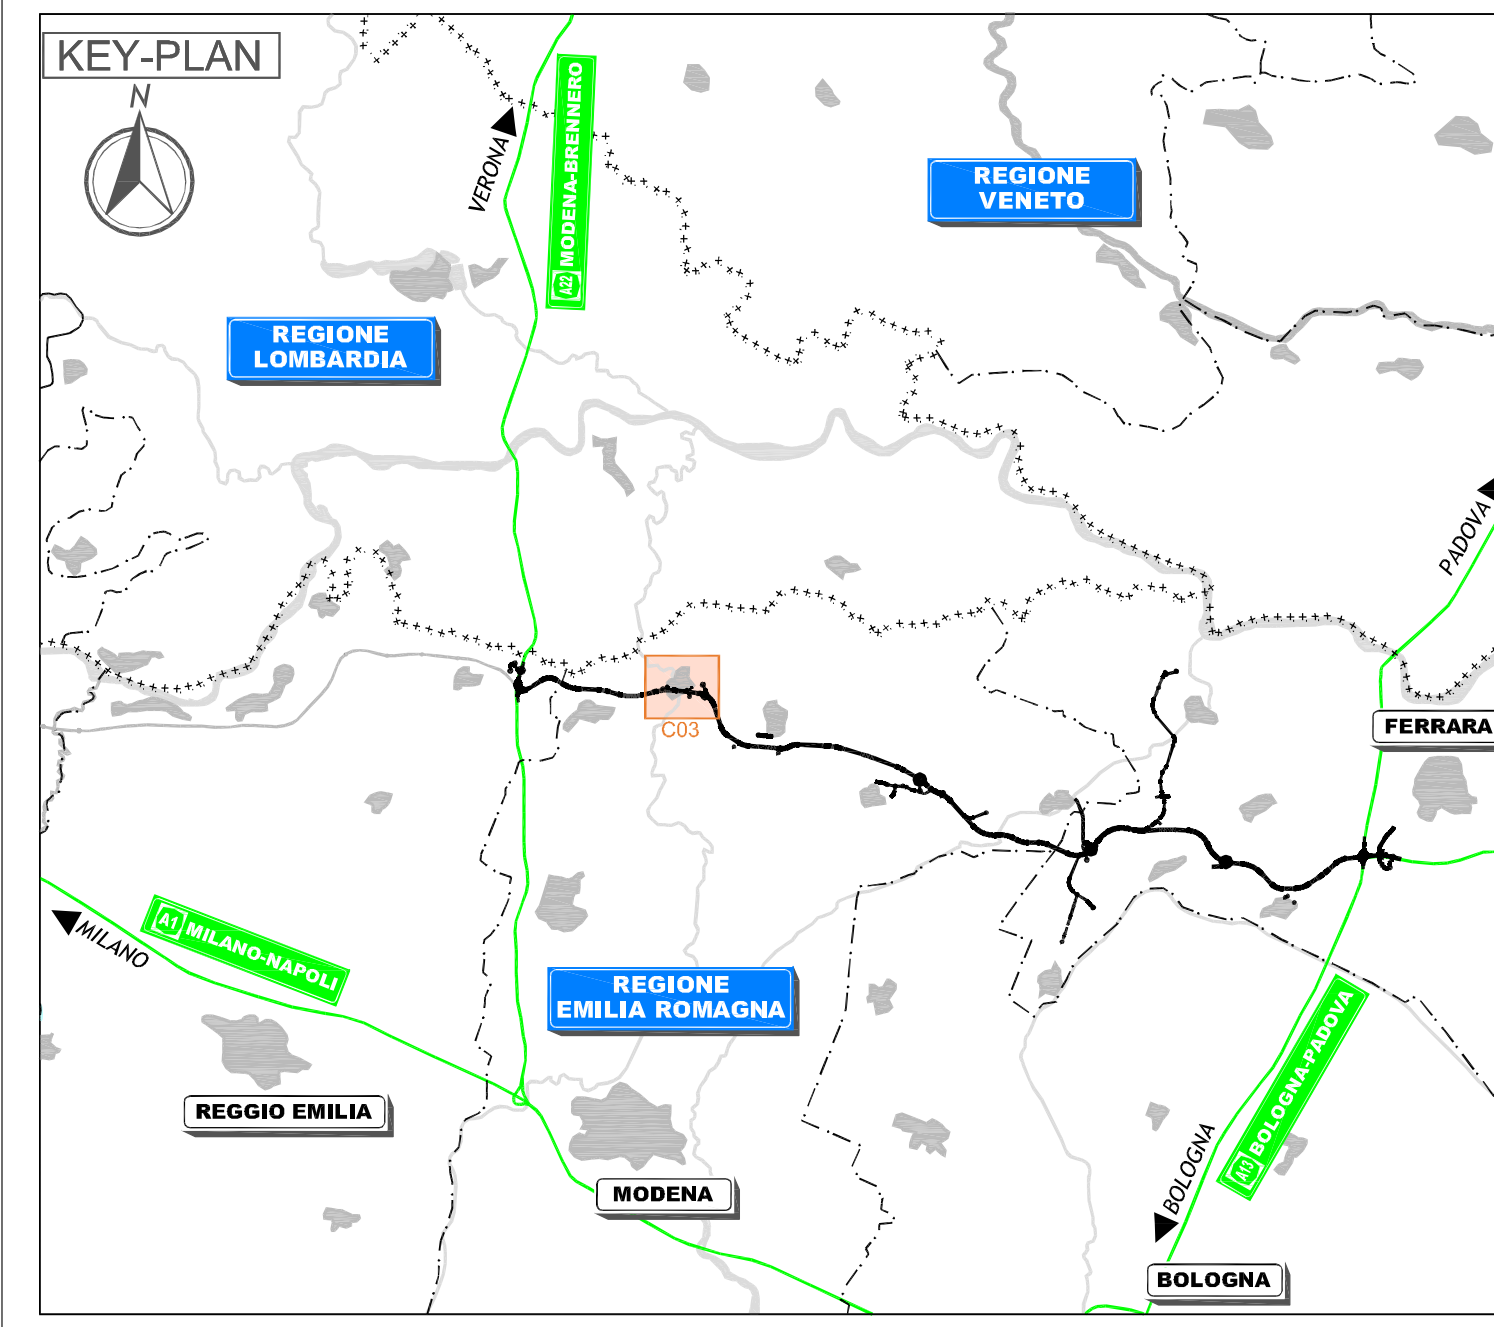 KEY-PLAN
N
VERONA
A22 MODENA-BRENNERO
REGIONE
VENETO
REGIONE
LOMBARDIA
PADOVA
C03
FERRARA
MILANO
A1 MILANO-NAPOLI
REGIONE
EMILIA ROMAGNA
A13 BOLOGNA-PADOVA
REGGIO EMILIA
BOLOGNA
MODENA
BOLOGNA